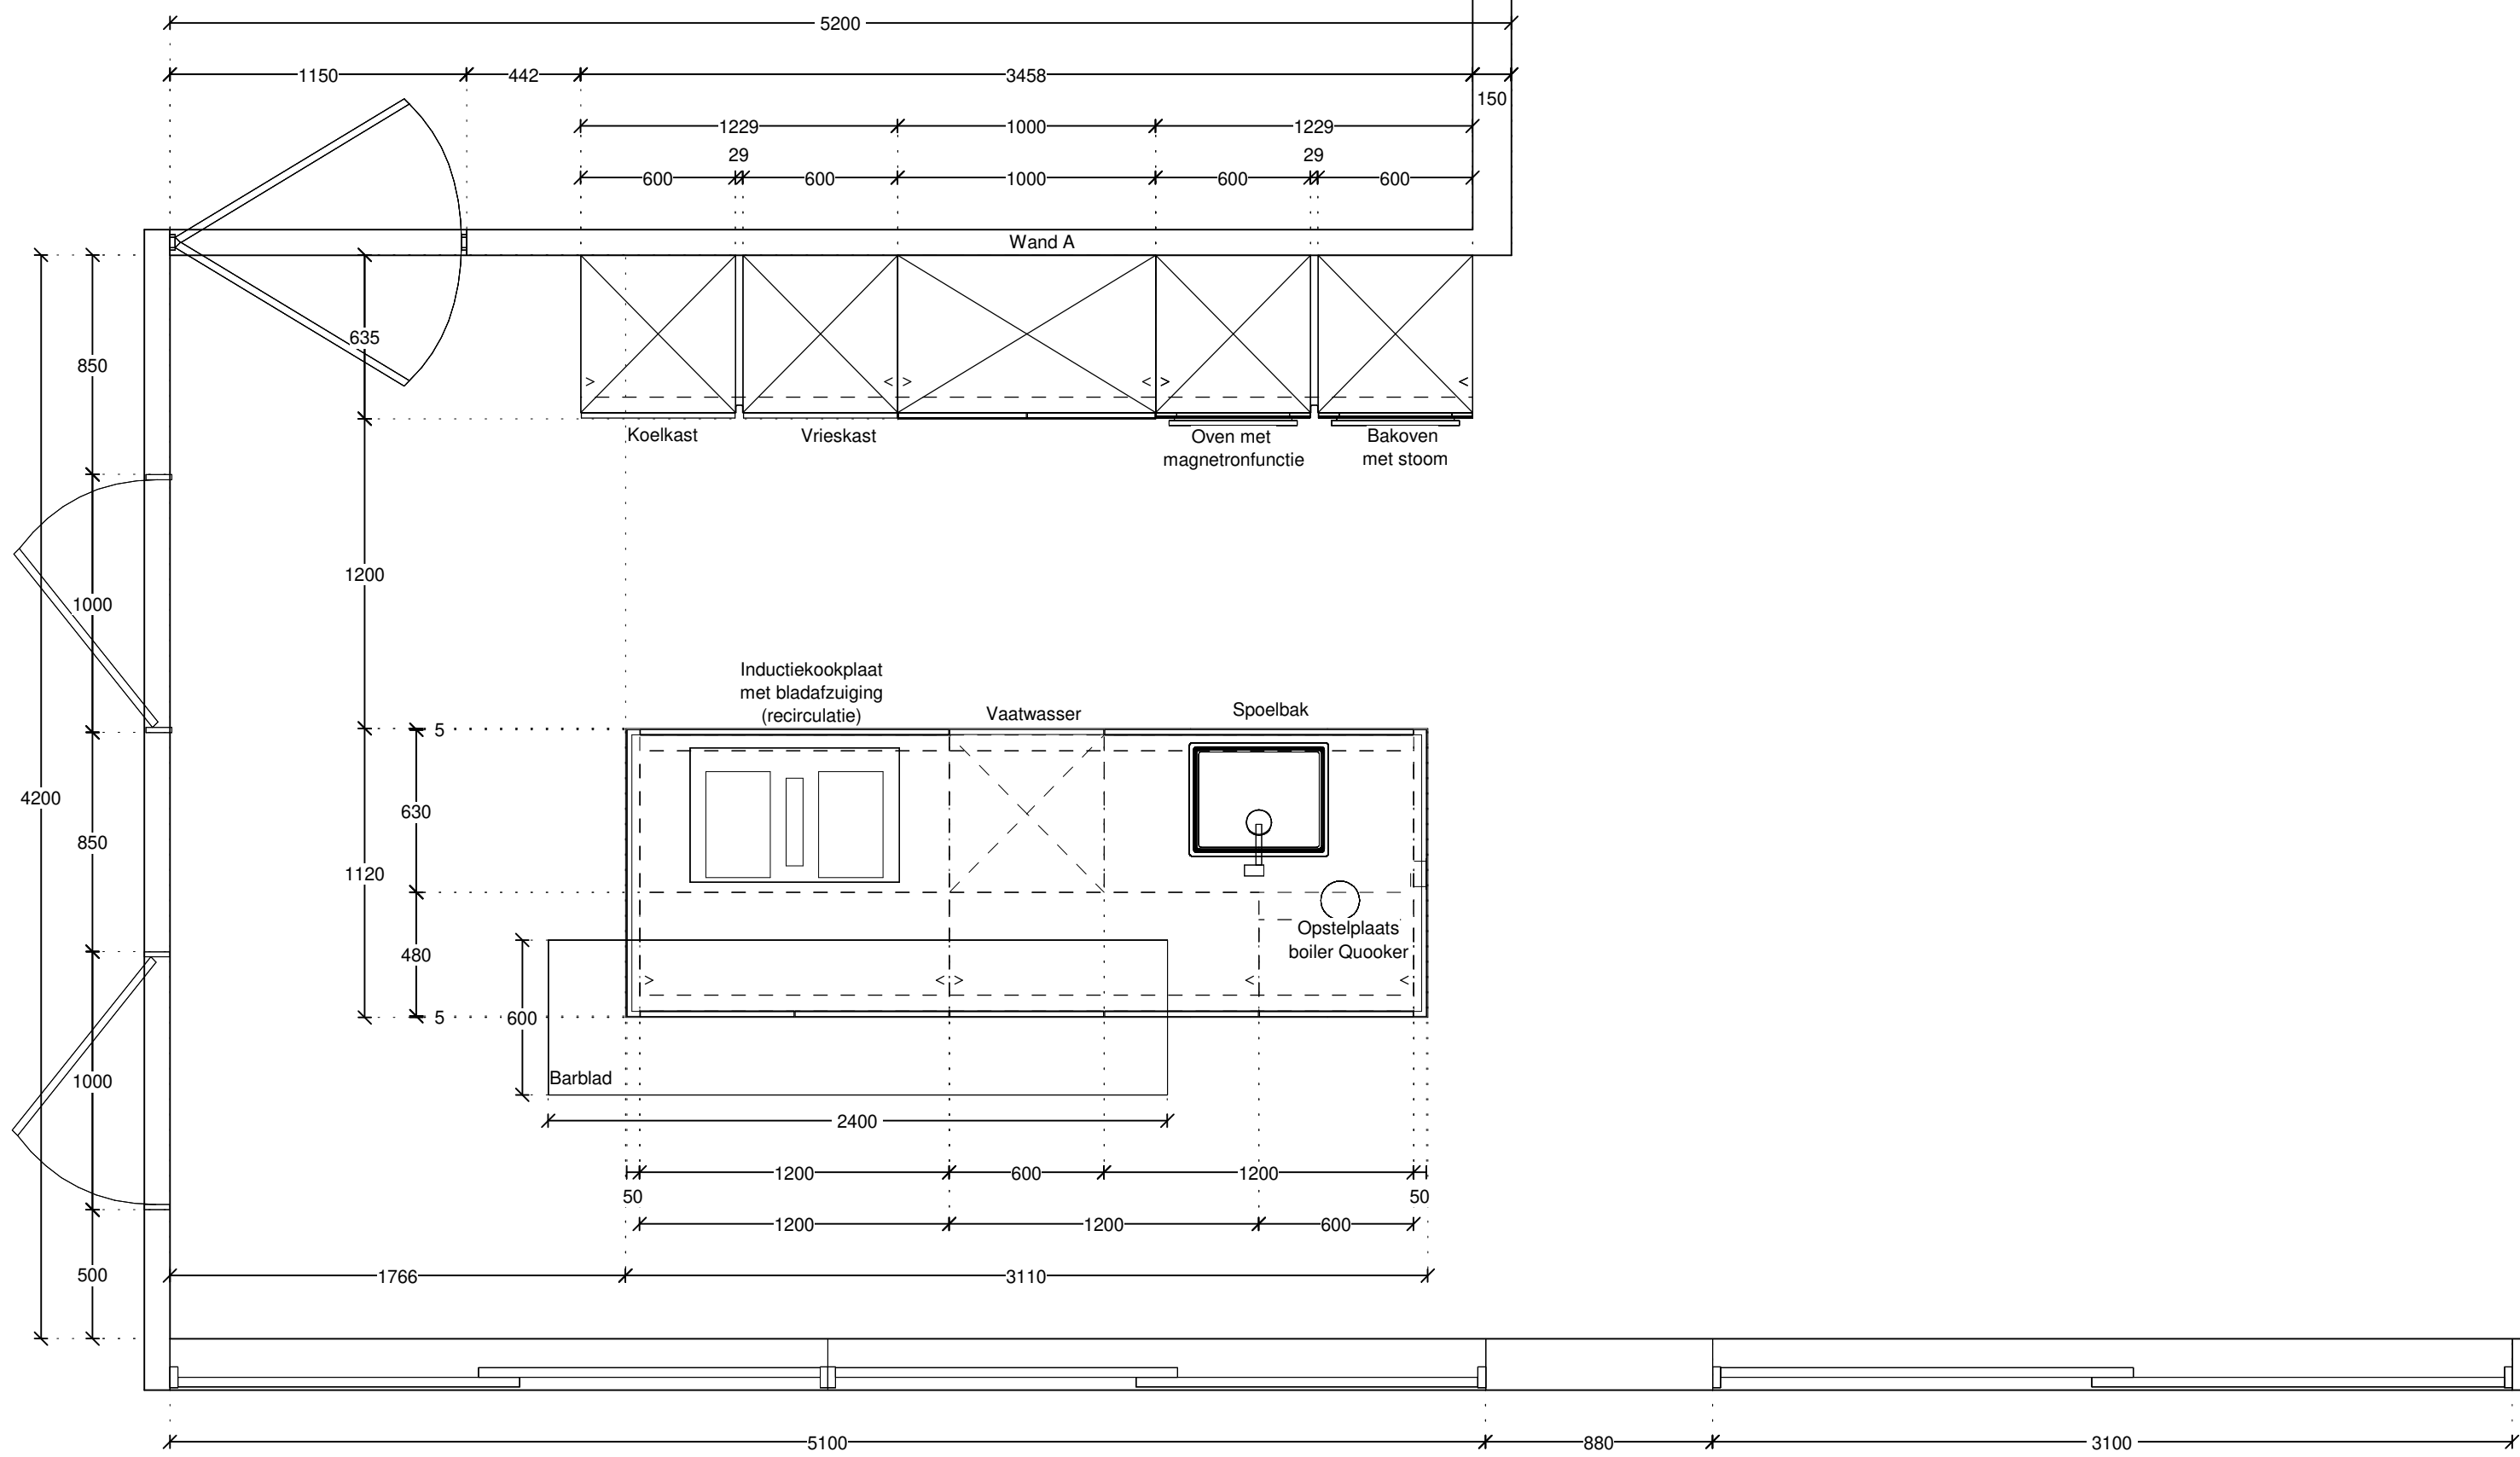 5200
1150 442 3458
150
1229 1000 1229
29 29
600 600 1000 600 600
Wand A
635
850
Koelkast
Vrieskast
Oven met
magnetronfunctie
Bakoven
met stoom
1200
1000
Inductiekookplaat
met bladafzuiging
(recirculatie)
Vaatwasser
Spoelbak
5
4200
630
850
1120
> < > < > <
480
Opstelplaats
boiler Quooker
> < > < <
5
600
1000
Barblad
2400
1200 600 1200
50 50
1200 1200 600
500
1766 3110
5100 880 3100